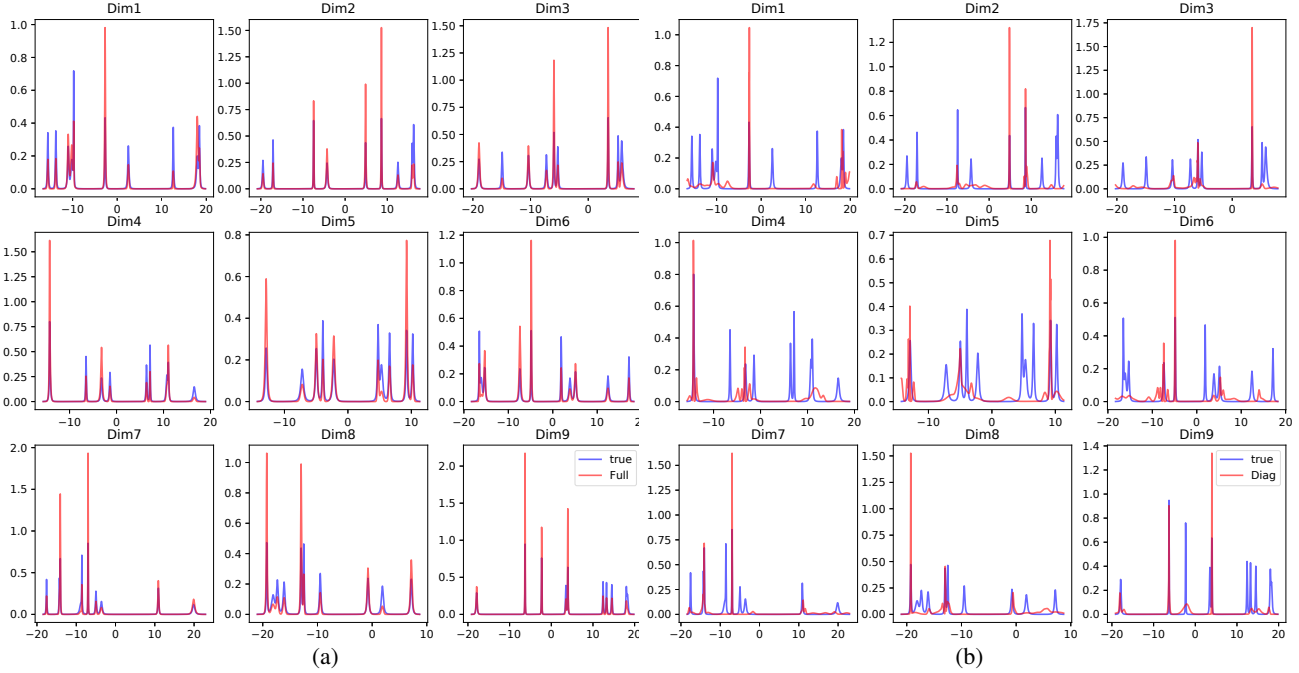 Dim1 Dim2 Dim3 Dim1 Dim2 Dim3
1.0 0.8 0.6 0.4 0.2 0.0
−10 0 10 20
1.50 1.25 1.00 0.75 0.50 0.25 0.00
−20 −10 0 10
1.50 1.25 1.00 0.75 0.50 0.25 0.00
−20 −10 0
1.0 0.8 0.6 0.4 0.2 0.0
−10 0 10 20
1.2 1.0 0.8 0.6 0.4 0.2 0.0
−20 −10 0 10
1.75 1.50 1.25 1.00 0.75 0.50 0.25 0.00
−20 −10 0
Dim4 Dim5 Dim6 Dim4 Dim5 Dim6
1.50 1.25 1.00 0.75 0.50 0.25 0.00
−10 0 10 20
0.8 0.6 0.4 0.2 0.0
−10 0 10
1.0 0.8 0.6 0.4 0.2 0.0
−20 −10 0 10
1.0 0.8 0.6 0.4 0.2 0.0
−10 0 10 20
0.7 0.6 0.5 0.4 0.3 0.2 0.1 0.0
−10 0 10
1.0 0.8 0.6 0.4 0.2 0.0
−20 −10 0 10 20
Dim7 Dim8 Dim9 Dim7 Dim8 Dim9
2.0 1.5 1.0 0.5 0.0
−20 −10 0 10 20
1.0 0.8 0.6 0.4 0.2 0.0
−20 −10 0 10
2.0 1.5 1.0 0.5 0.0
−20 −10 0 10 20
true
Full
1.50 1.25 1.00 0.75 0.50 0.25 0.00
−20 −10 0 10 20
1.50 1.25 1.00 0.75 0.50 0.25 0.00
−20 −10 0 10
1.4 1.2 1.0 0.8 0.6 0.4 0.2 0.0
−20 −10 0 10 20
true
Diag
(a) (b)